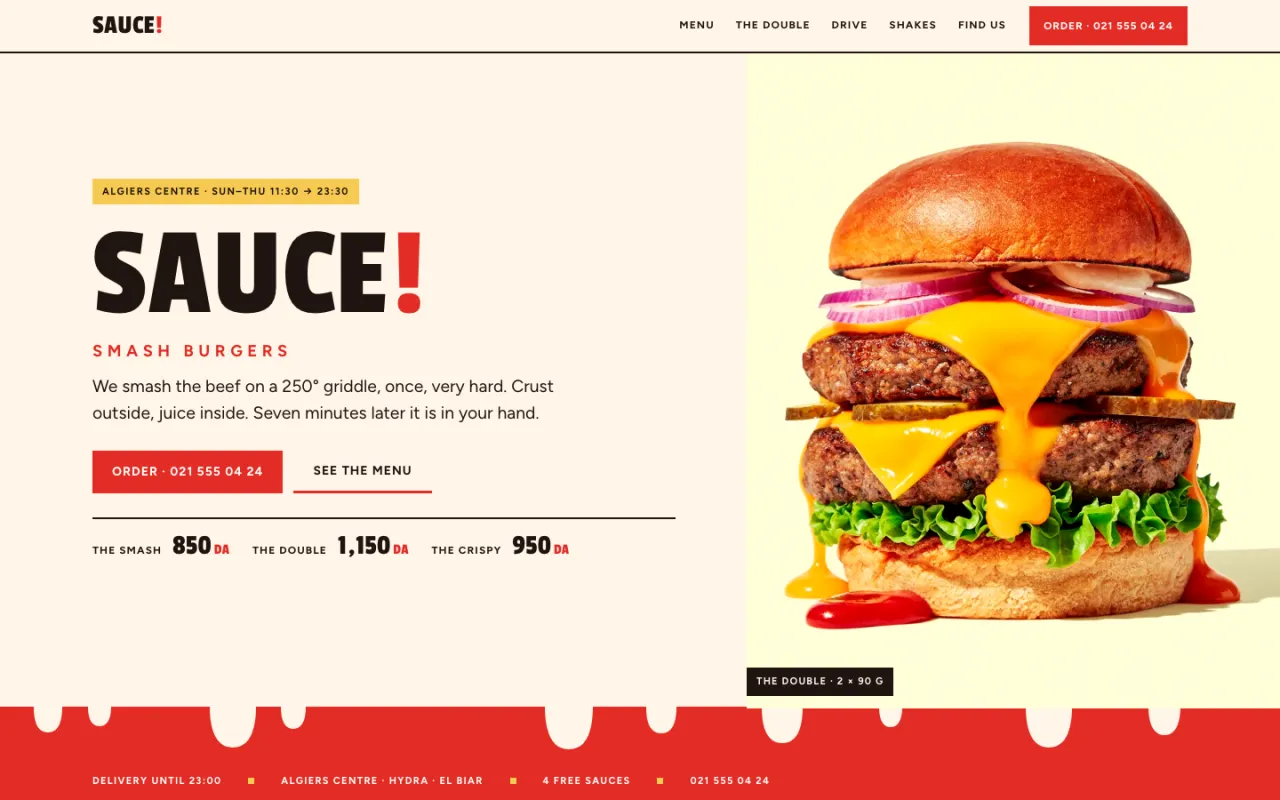 SAUCE!
MENU THE DOUBLE DRIVE SHAKES FIND US ORDER · 021 555 04 24
ALGIERS CENTRE · SUN–THU 11:30 → 23:30
SAUCE!
SMASH BURGERS
We smash the beef on a 250° griddle, once, very hard. Crust
outside, juice inside. Seven minutes later it is in your hand.
ORDER · 021 555 04 24 SEE THE MENU
THE SMASH 850 DA THE DOUBLE 1,150 DA THE CRISPY 950 DA
THE DOUBLE · 2 × 90 G
DELIVERY UNTIL 23:00 ALGIERS CENTRE · HYDRA · EL BIAR 4 FREE SAUCES 021 555 04 24